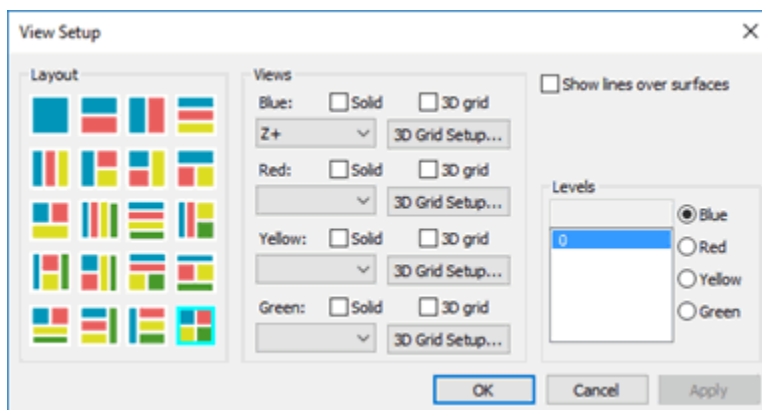 View Setup
Layout
Views
Blue: Solid 3D grid
Z+ 3D Grid Setup...
Red: Solid 3D grid
3D Grid Setup...
Yellow: Solid 3D grid
3D Grid Setup...
Green: Solid 3D grid
3D Grid Setup...
Show lines over surfaces
Levels
0
Blue
Red
Yellow
Green
OK Cancel Apply